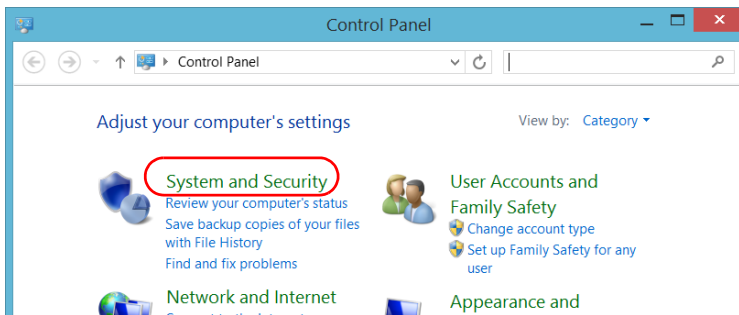 Control Panel
Control Panel
Adjust your computer's settings
View by: Category
System and Security
Review your computer's status
Save backup copies of your files
with File History
Find and fix problems
User Accounts and
Family Safety
Change account type
Set up Family Safety for any
user
Network and Internet
Appearance and